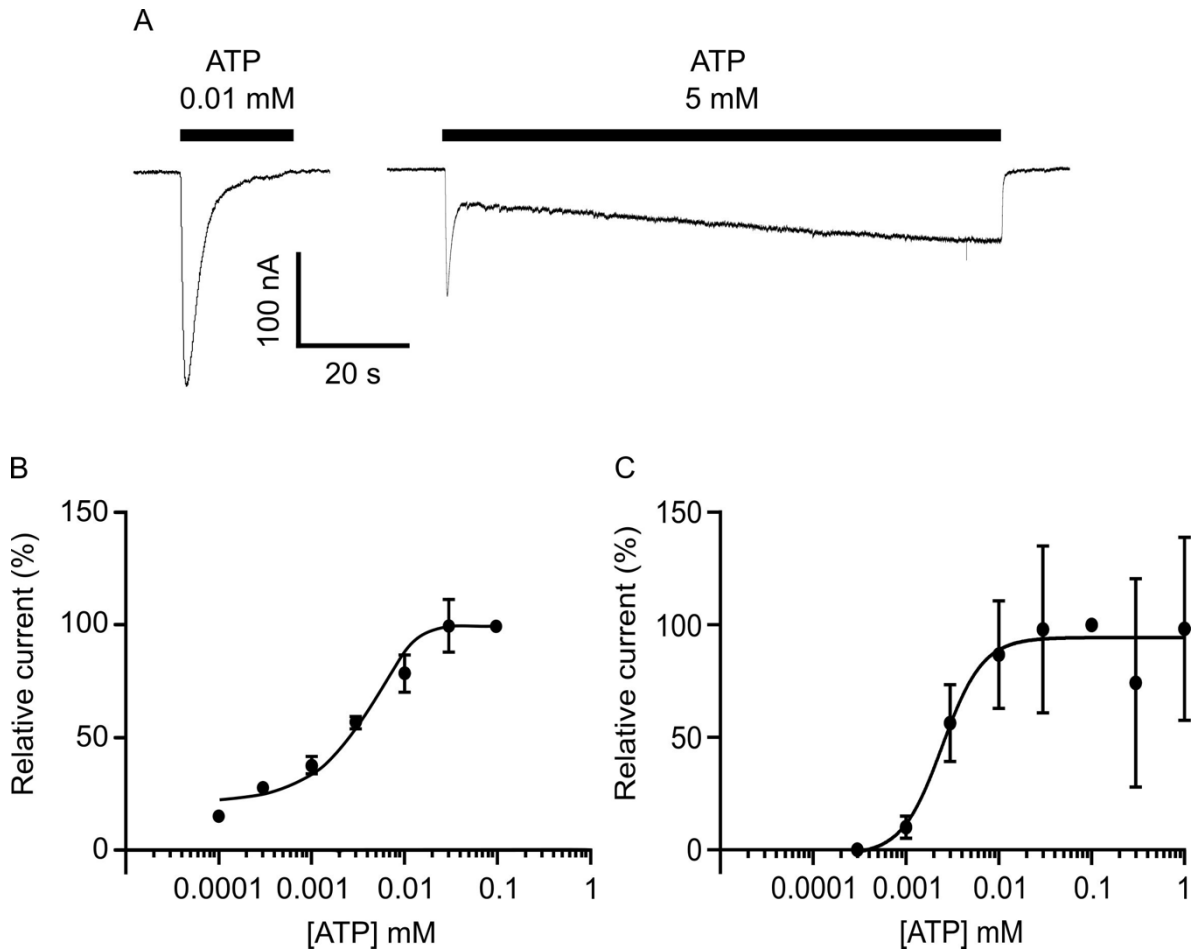 A
ATP
0.01 mM
ATP
5 mM
100 nA
20 s
B
C
Relative current (%)
150
100
50
0
0.0001 0.001 0.01 0.1 1
[ATP] mM
Relative current (%)
150
100
50
0
0.0001 0.001 0.01 0.1 1
[ATP] mM